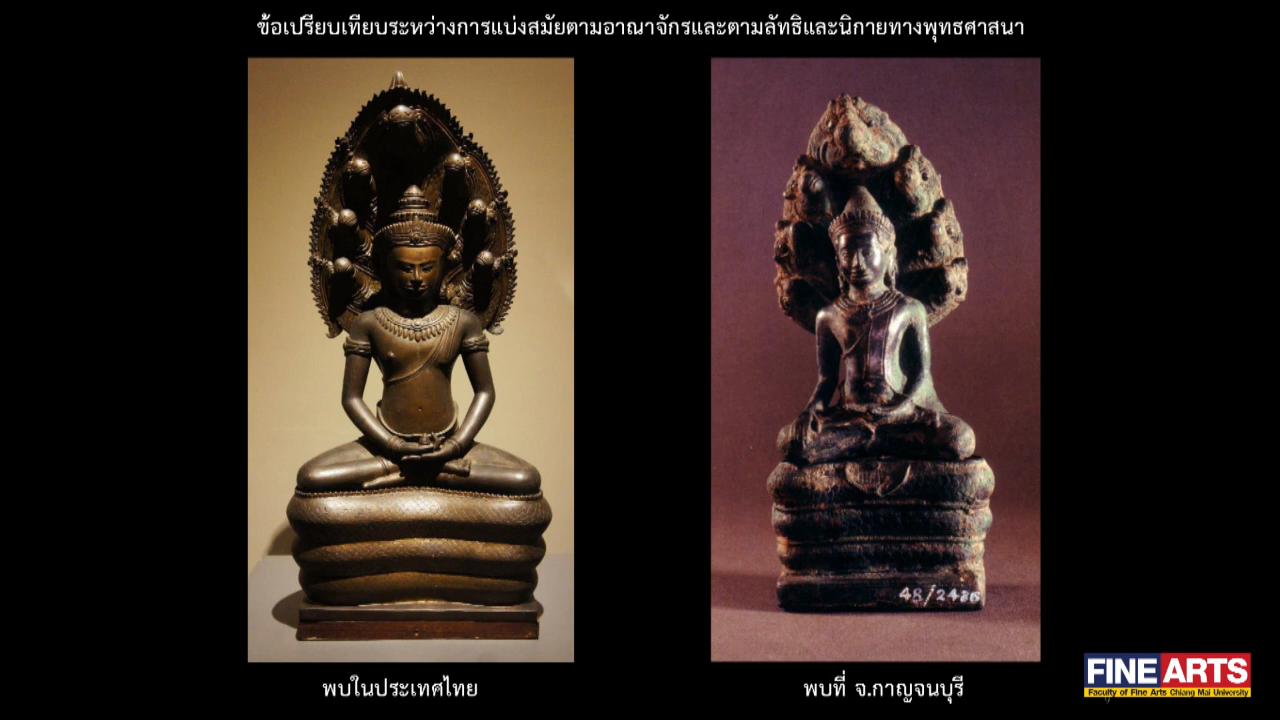 ข้อเปรียบเทียบระหว่างการแบ่งสมัยตามอาณาจักรและตามลัทธิและนิกายทางพุทธศาสนา
48/2486
พบในประเทศไทย
พบที่ จ.กาญจนบุรี
FINE ARTS
Faculty of Fine Arts Chiang Mai University